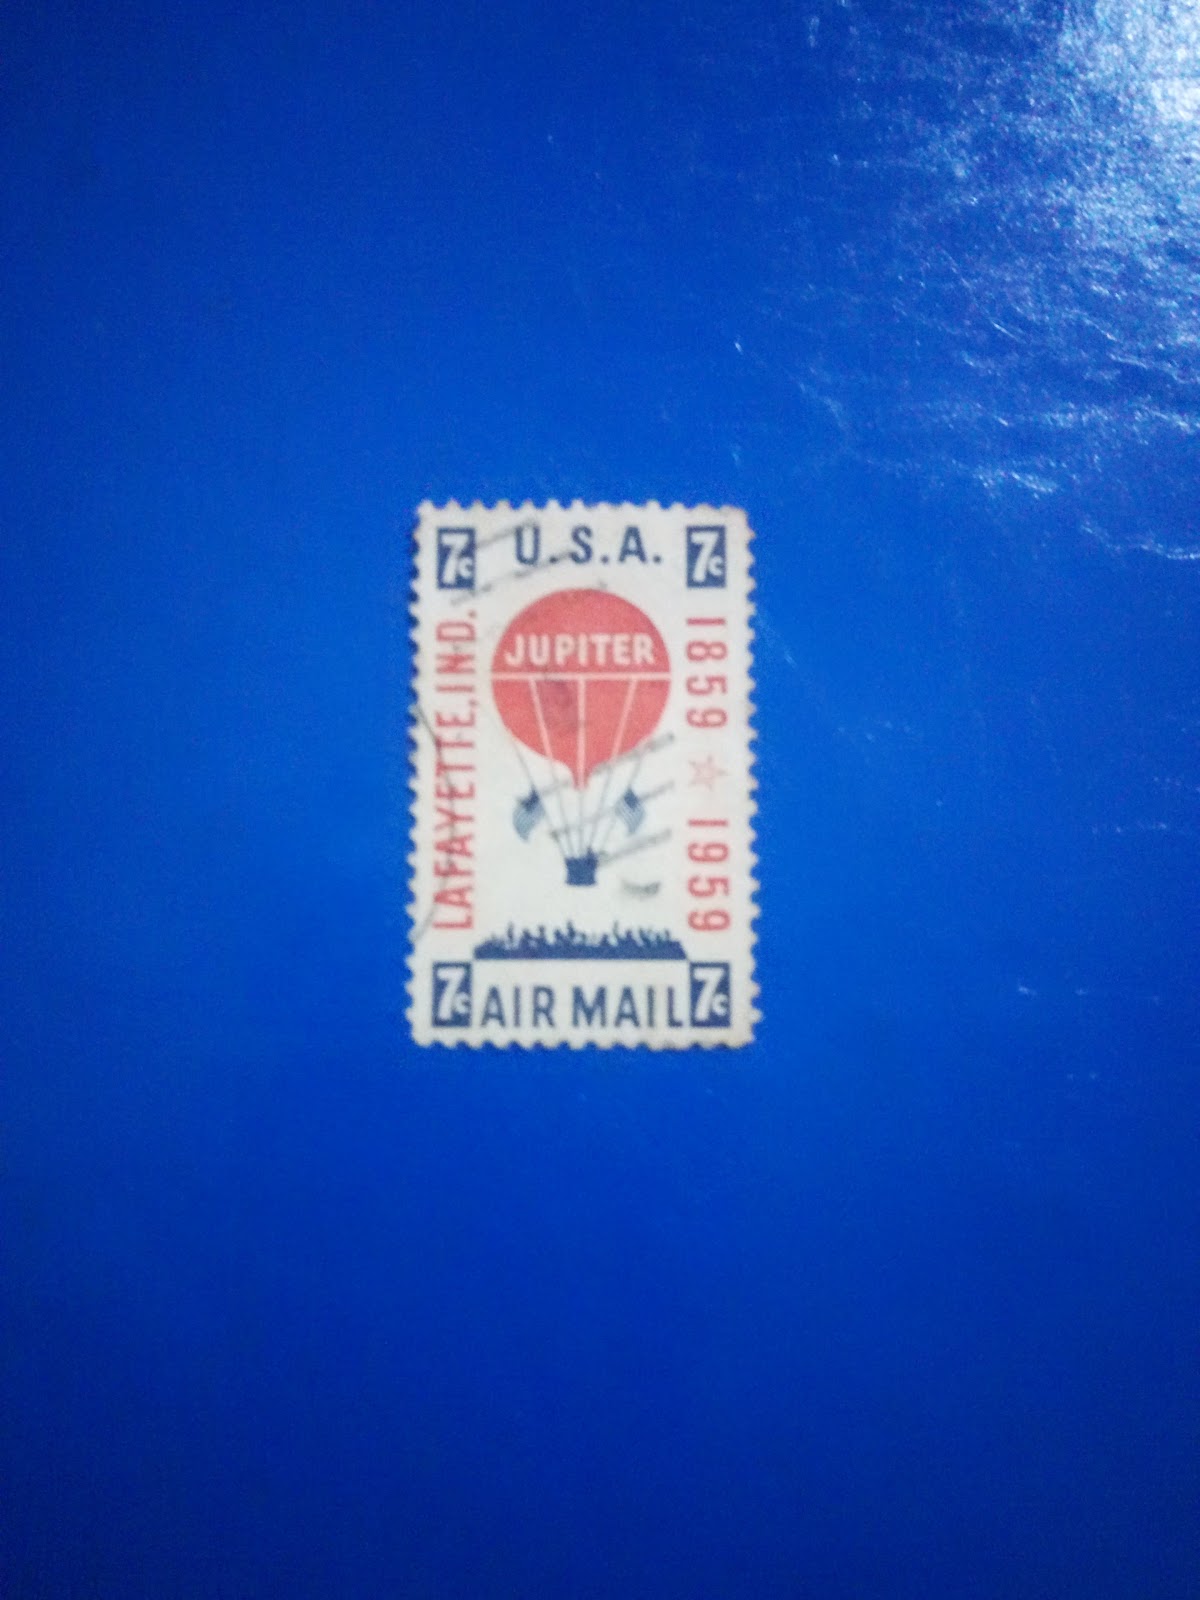 7c U.S.A. 7c
JUPITER
LAFAYETTE, IND.
1859 ☆ 1959
7c AIR MAIL 7c